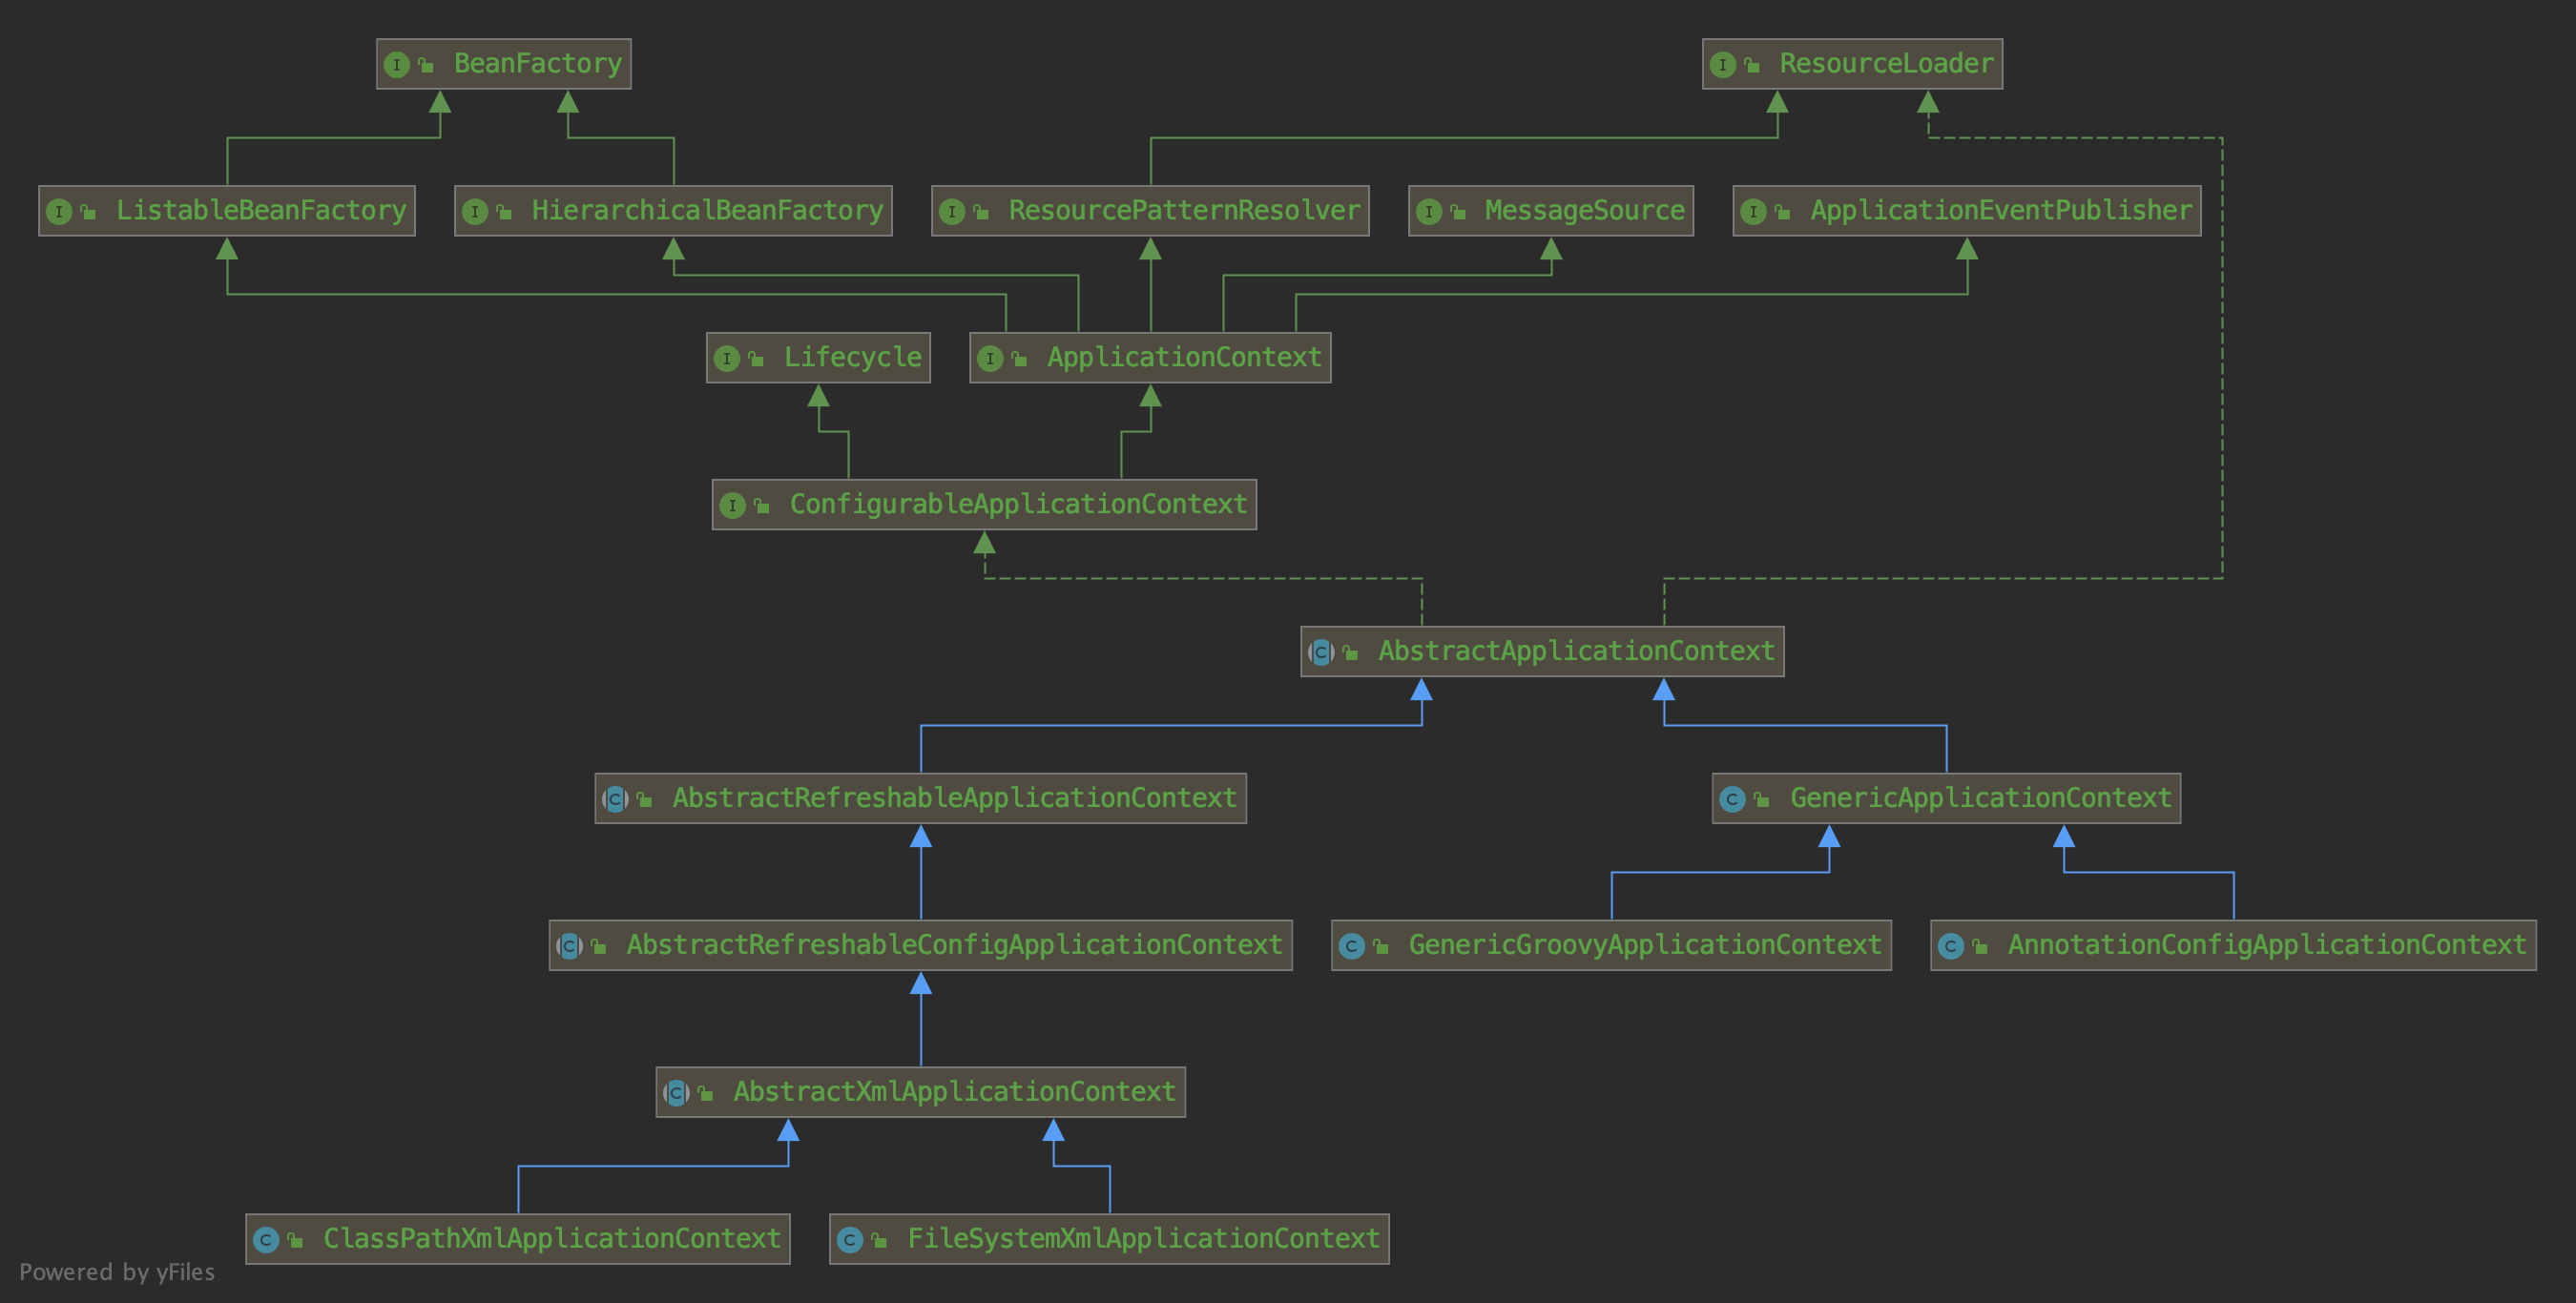 BeanFactory
ResourceLoader
ListableBeanFactory
HierarchicalBeanFactory
ResourcePatternResolver
MessageSource
ApplicationEventPublisher
Lifecycle
ApplicationContext
ConfigurableApplicationContext
AbstractApplicationContext
AbstractRefreshableApplicationContext
GenericApplicationContext
AbstractRefreshableConfigApplicationContext
GenericGroovyApplicationContext
AnnotationConfigApplicationContext
AbstractXmlApplicationContext
ClassPathXmlApplicationContext
FileSystemXmlApplicationContext
Powered by yFiles